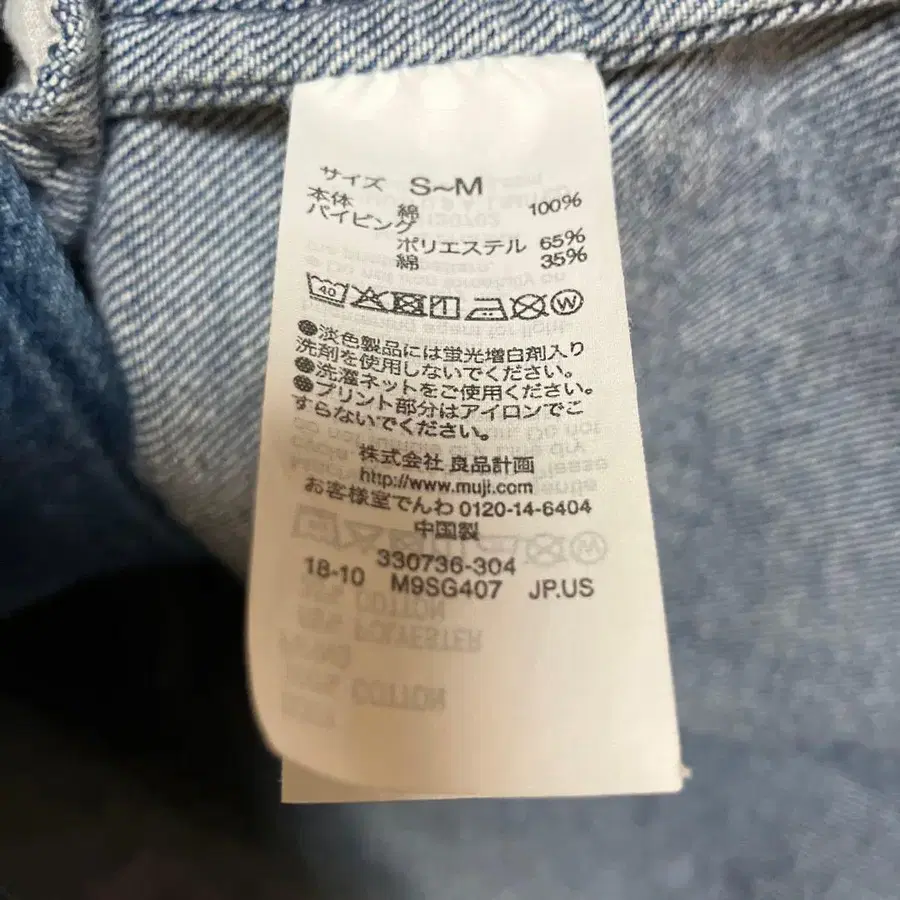 サイズ S~M
本体 綿 100%
パイピング
ポリエステル 65%
綿 35%
40 W
●淡色製品には蛍光増白剤入り
洗剤を使用しないでください。
●洗濯ネットをご使用ください。
●プリント部分はアイロンでこ
すらないでください。
株式会社 良品計画
http://www.muji.com
お客様室でんわ 0120-14-6404
中国製
330736-304
18-10 M9SG407 JP.US
COTTON
POLYESTER
COTTON